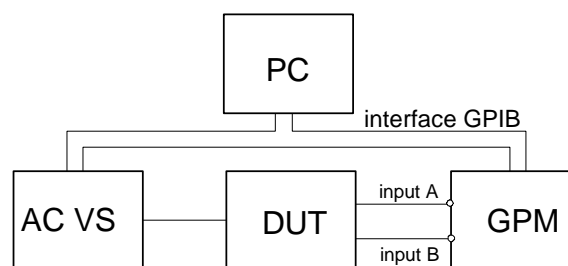 PC
interface GPIB
AC VS
DUT
input A
input B
GPM